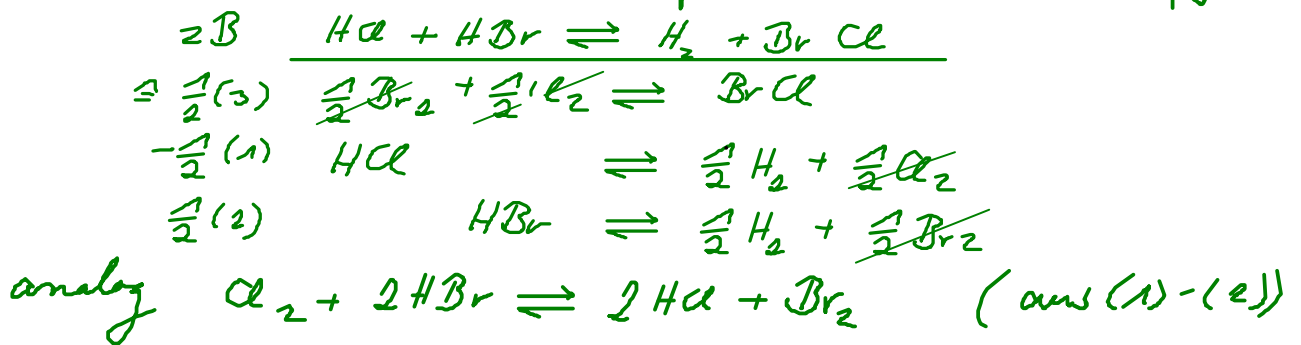 zB HCl + HBr ⇌ H₂ + BrCl
≙ ½(3) ½ Br₂ + ½ Cl₂ ⇌ BrCl
-½ (1) HCl ⇌ ½ H₂ + ½ Cl₂
½ (2) HBr ⇌ ½ H₂ + ½ Br₂
analog Cl₂ + 2HBr ⇌ 2HCl + Br₂ (aus (1) - (2))